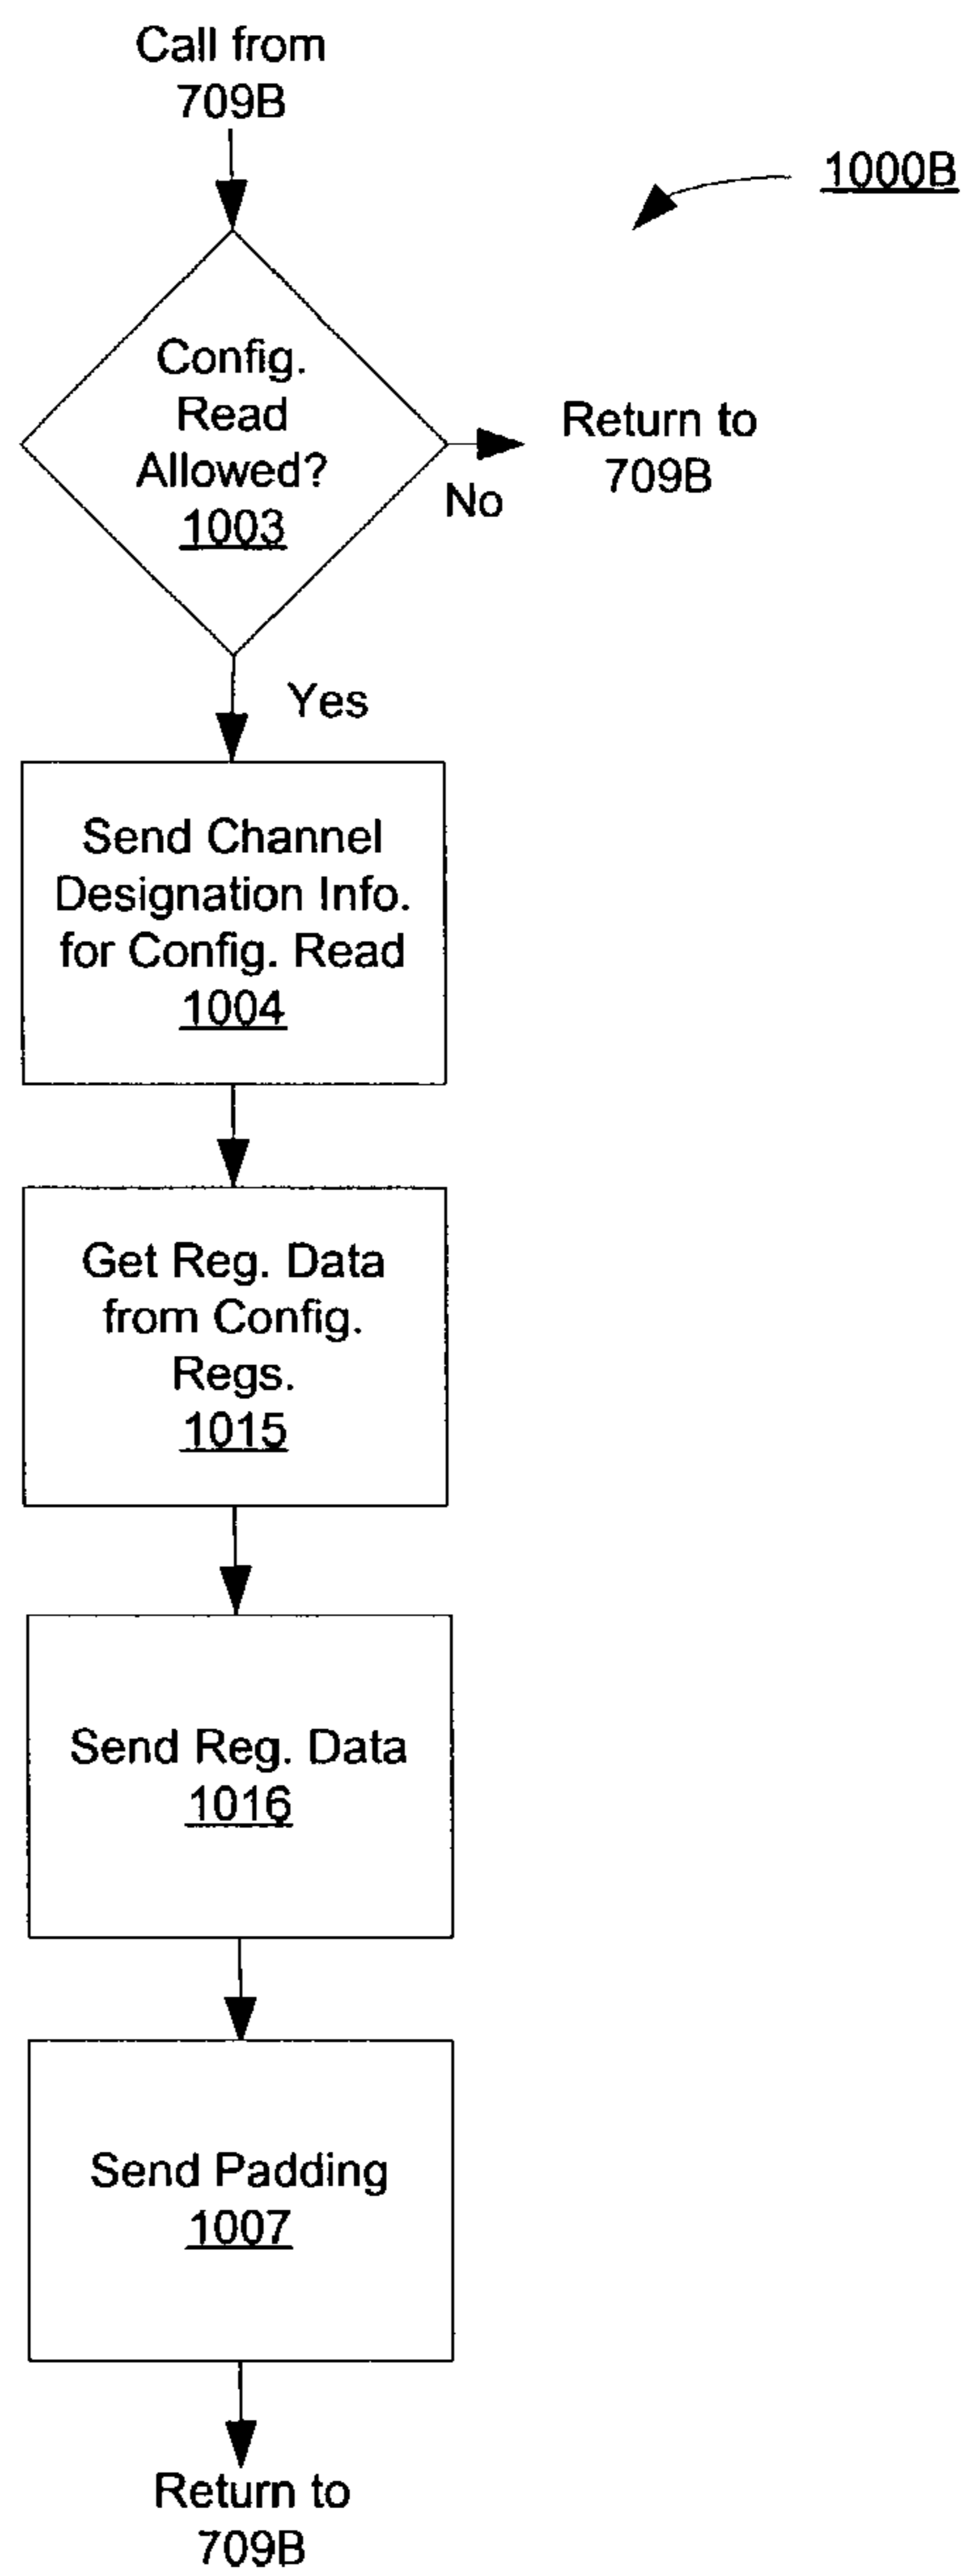 Call from
709B
1000B
Config.
Read
Allowed?
1003
Return to
709B
No
Yes
Send Channel
Designation Info.
for Config. Read
1004
Get Reg. Data
from Config.
Regs.
1015
Send Reg. Data
1016
Send Padding
1007
Return to
709B